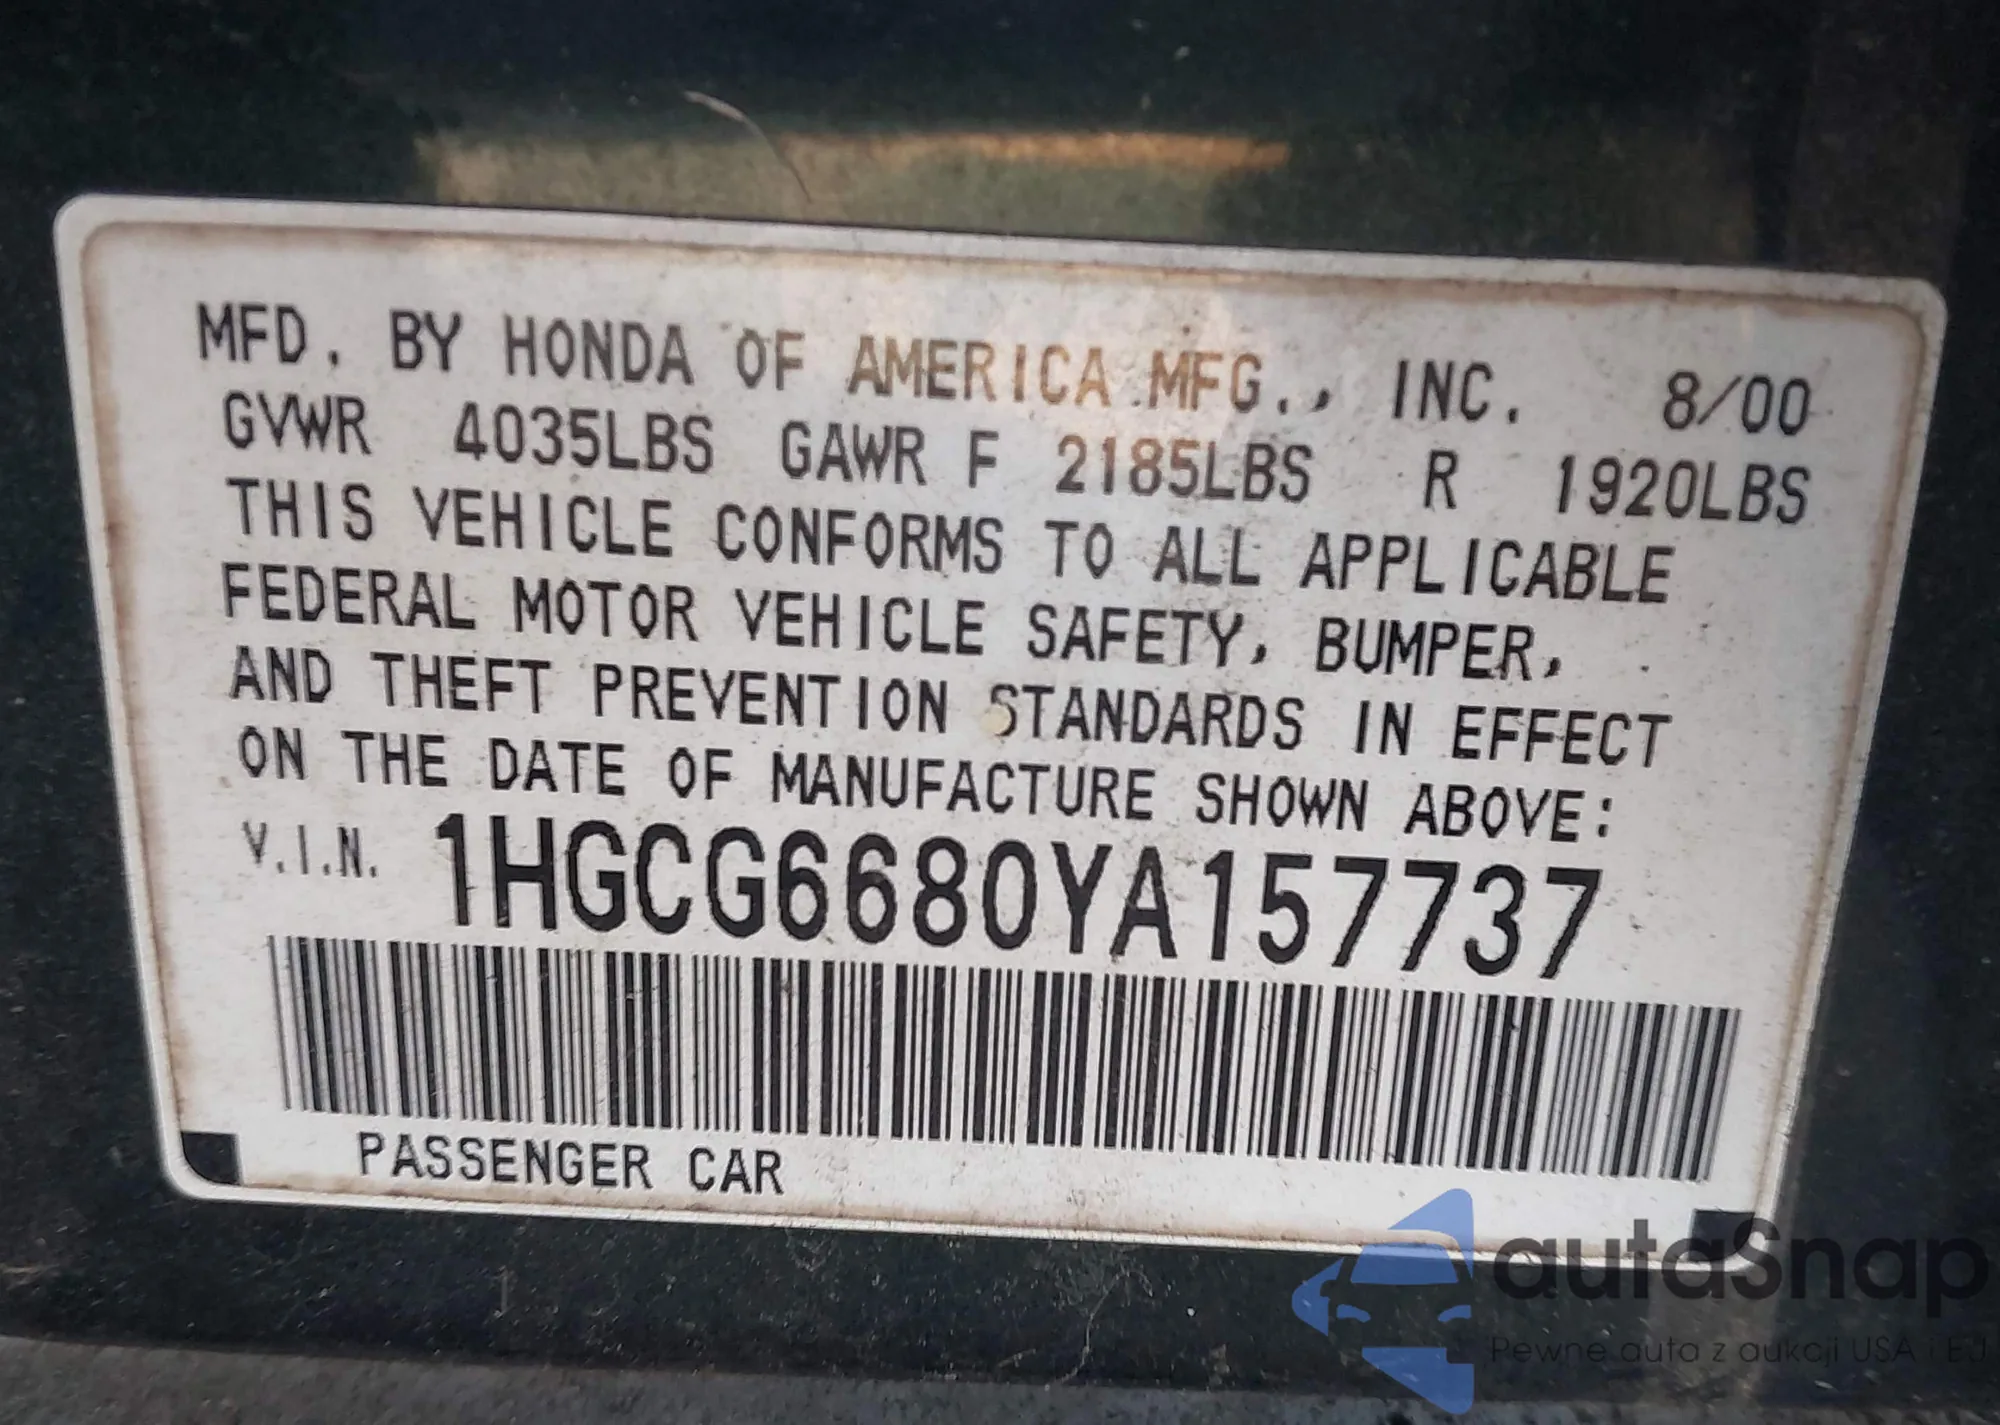 MFD. BY HONDA OF AMERICA MFG., INC. 8/00
GVWR 4035LBS GAWR F 2185LBS R 1920LBS
THIS VEHICLE CONFORMS TO ALL APPLICABLE
FEDERAL MOTOR VEHICLE SAFETY, BUMPER,
AND THEFT PREVENTION STANDARDS IN EFFECT
ON THE DATE OF MANUFACTURE SHOWN ABOVE:
V.I.N. 1HGCG6680YA157737
PASSENGER CAR
autaSnap
Pewne auta z aukcji USA i EU